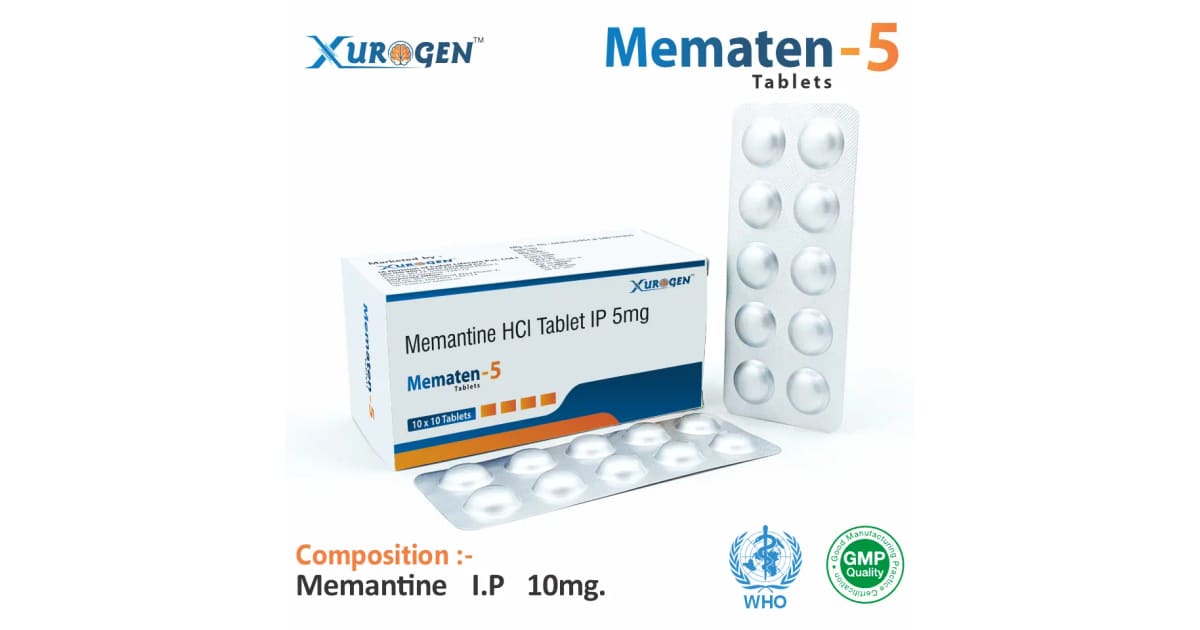 XUROGEN™
Mematen-5
Tablets
Marketed by -
XUROGEN
XUROGEN™
Memantine HCl Tablet IP 5mg
Mematen-5
Tablets
10 x 10 Tablets
Mematen-5
Tablets
Composition :-
Memantine I.P 10mg.
WHO
Good Manufacturing
GMP
Quality
Practice Certification